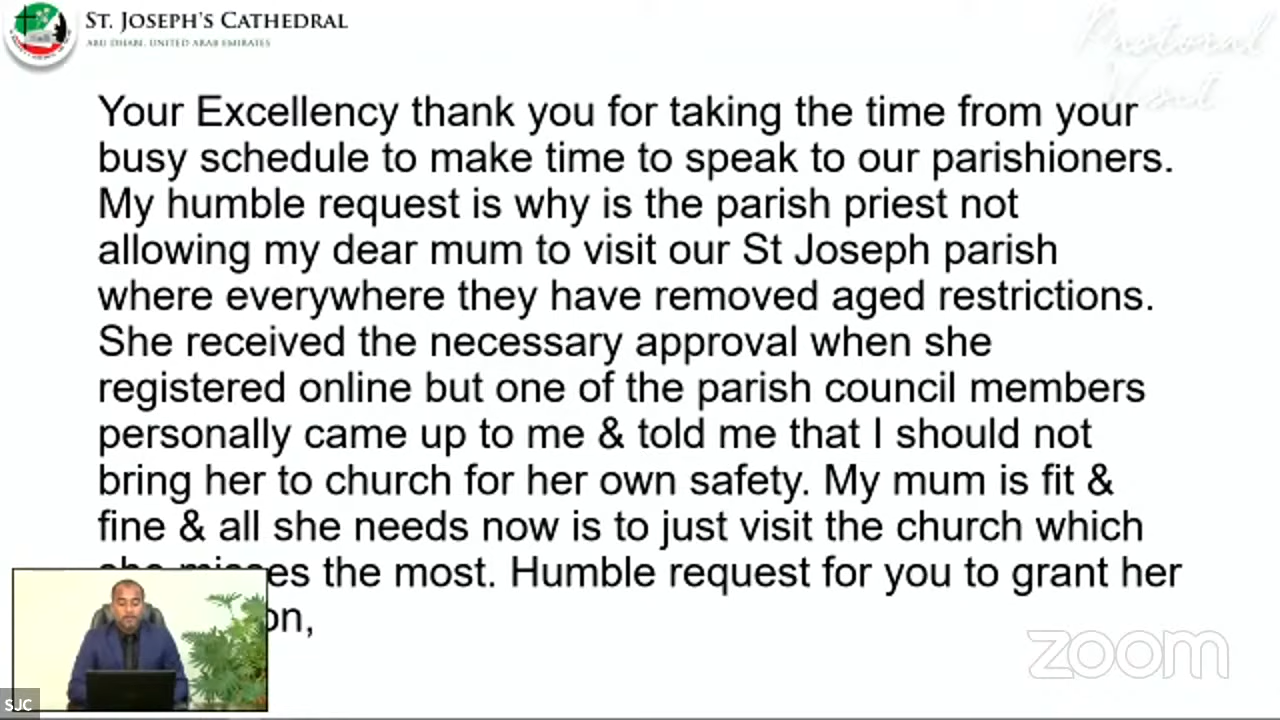 ST. JOSEPH'S CATHEDRAL
ABU DHABI, UNITED ARAB EMIRATES
Pastoral
Visit
Your Excellency thank you for taking the time from your
busy schedule to make time to speak to our parishioners.
My humble request is why is the parish priest not
allowing my dear mum to visit our St Joseph parish
where everywhere they have removed aged restrictions.
She received the necessary approval when she
registered online but one of the parish council members
personally came up to me & told me that I should not
bring her to church for her own safety. My mum is fit &
fine & all she needs now is to just visit the church which
she misses the most. Humble request for you to grant her
on,
zoom
SJC